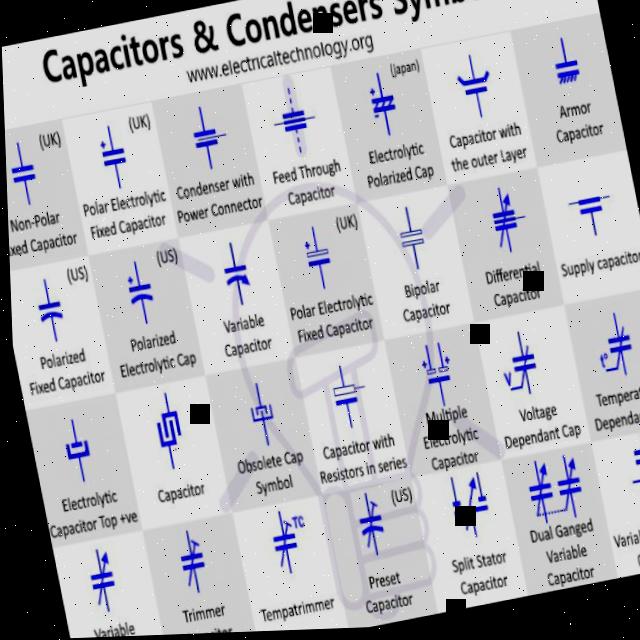 Capacitors & Condensers
www.electricaltechnology.org
(UK)
Non-Polar
Capacitor
(UK)
Polar Electrolytic
Fixed Capacitor
Condenser with
Power Connector
Feed Through
Capacitor
(Japan)
Electrolytic
Polarized Cap
Capacitor with
the outer Layer
Armor
Capacitor
(US)
Polarized
Fixed Capacitor
(US)
Polarized
Electrolytic Cap
Variable
Capacitor
(UK)
Polar Electrolytic
Fixed Capacitor
Bipolar
Capacitor
Differential
Capacitor
Supply capacitor
Electrolytic
Capacitor Top +ve
Capacitor
Obsolete Cap
Symbol
Capacitor with
Resistors in series
Multiple
Electrolytic
Capacitor
V
Voltage
Dependant Cap
t°
Variable
Trimmer
TC
Tempatrimmer
(US)
Preset
Capacitor
Split Stator
Capacitor
Dual Ganged
Variable
Capacitor